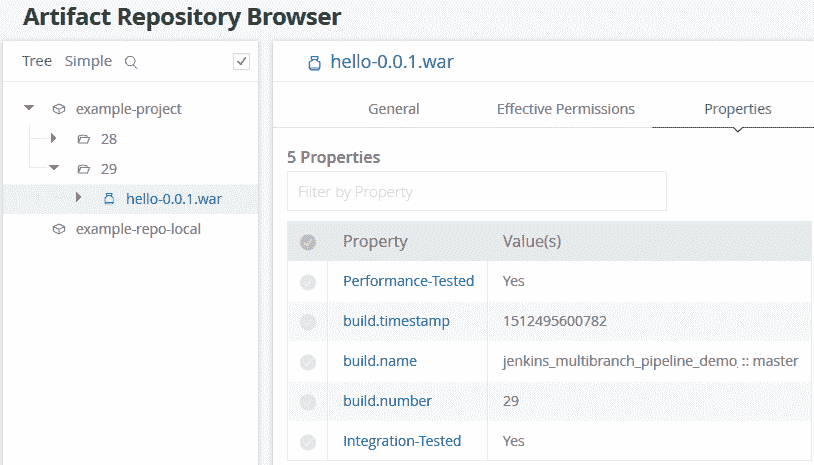 Artifact Repository Browser
Tree Simple
example-project
28
29
hello-0.0.1.war
example-repo-local
hello-0.0.1.war
General Effective Permissions Properties
5 Properties
Filter by Property
Property Value(s)
Performance-Tested Yes
build.timestamp 1512495600782
build.name jenkins_multibranch_pipeline_demo_:: master
build.number 29
Integration-Tested Yes